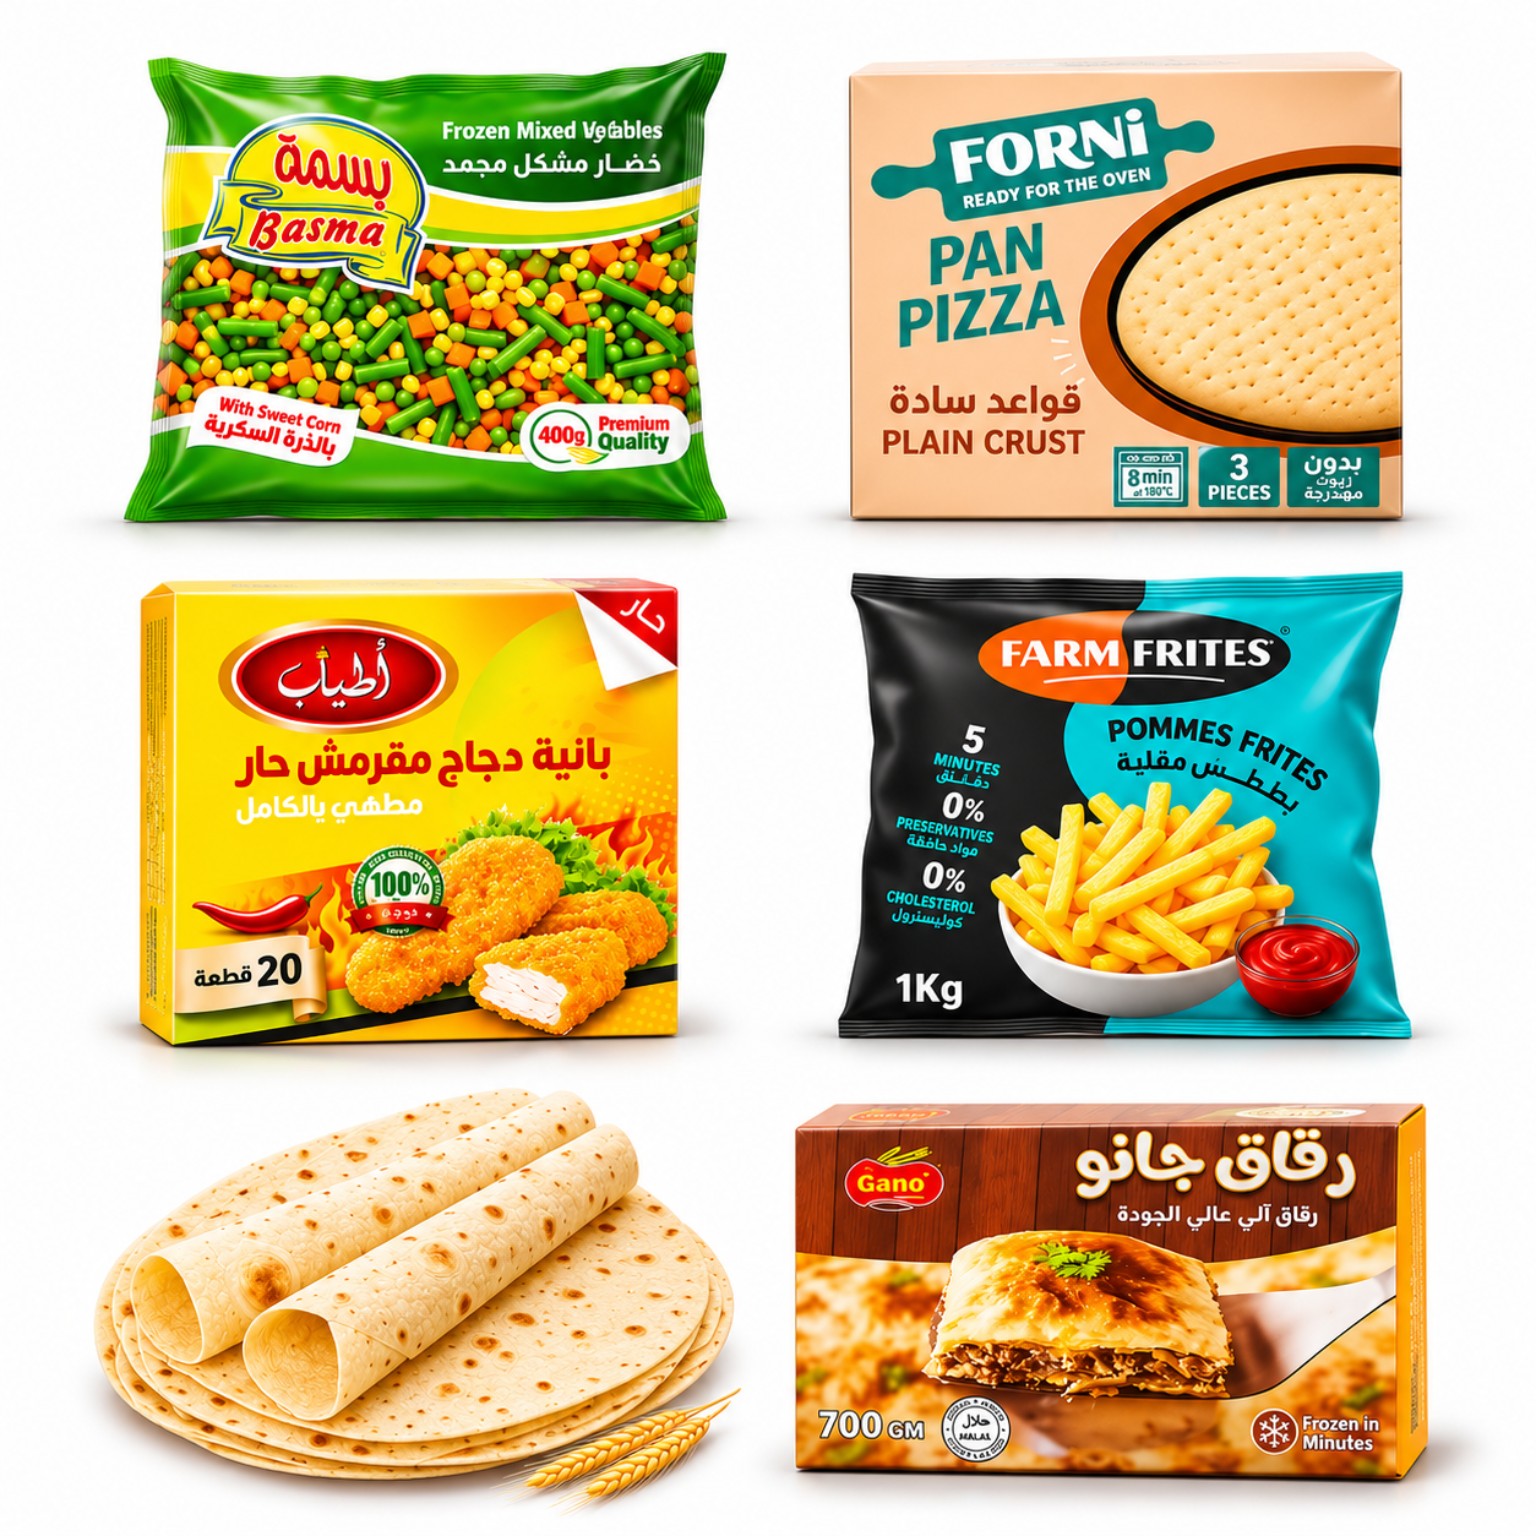 بسمة
Basma
Frozen Mixed Vegetables
خضار مشكل مجمد
With Sweet Corn
بالذرة السكرية
400g
Premium
Quality
FORNi
READY FOR THE OVEN
PAN
PIZZA
قواعد سادة
PLAIN CRUST
8min
at 180°C
3
PIECES
بدون
زيوت
مهدرجة
حار
أطياب
بانية دجاج مقرمش حار
مطهي بالكامل
100%
20 قطعة
FARM FRITES®
POMMES FRITES
بطاطس مقلية
5
MINUTES
دقائق
0%
PRESERVATIVES
مواد حافظة
0%
CHOLESTEROL
كوليسترول
1Kg
Gano
رقاق جانو
رقاق آلي عالي الجودة
700 GM
حلال
HALAL
Frozen in
Minutes